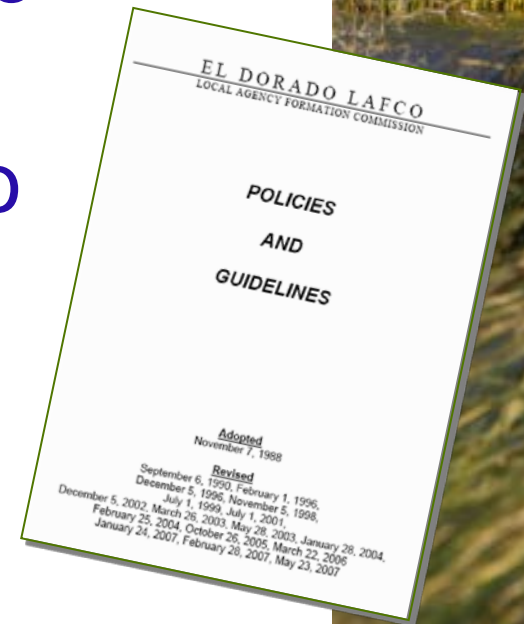 EL DORADO LAFCO
LOCAL AGENCY FORMATION COMMISSION
POLICIES
AND
GUIDELINES
Adopted
November 7, 1988
Revised
September 6, 1990, February 1, 1996,
December 5, 1996, November 5, 1998,
July 1, 1999, July 1, 2001,
December 5, 2002, March 26, 2003, May 28, 2003, January 28, 2004,
February 25, 2004, October 26, 2005, March 22, 2006
January 24, 2007, February 28, 2007, May 23, 2007